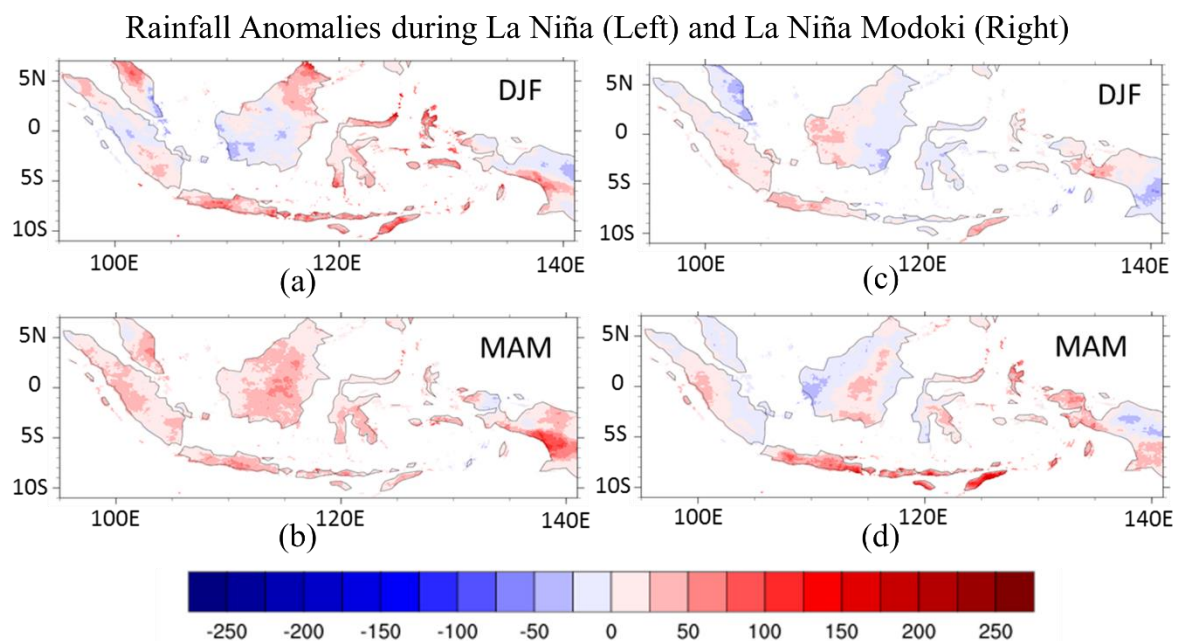 Rainfall Anomalies during La Niña (Left) and La Niña Modoki (Right)
5N
0
5S
10S
DJF
100E
120E
140E
(a)
5N
0
5S
10S
DJF
100E
120E
140E
(c)
5N
0
5S
10S
MAM
100E
120E
140E
(b)
5N
0
5S
10S
MAM
100E
120E
140E
(d)
-250 -200 -150 -100 -50 0 50 100 150 200 250